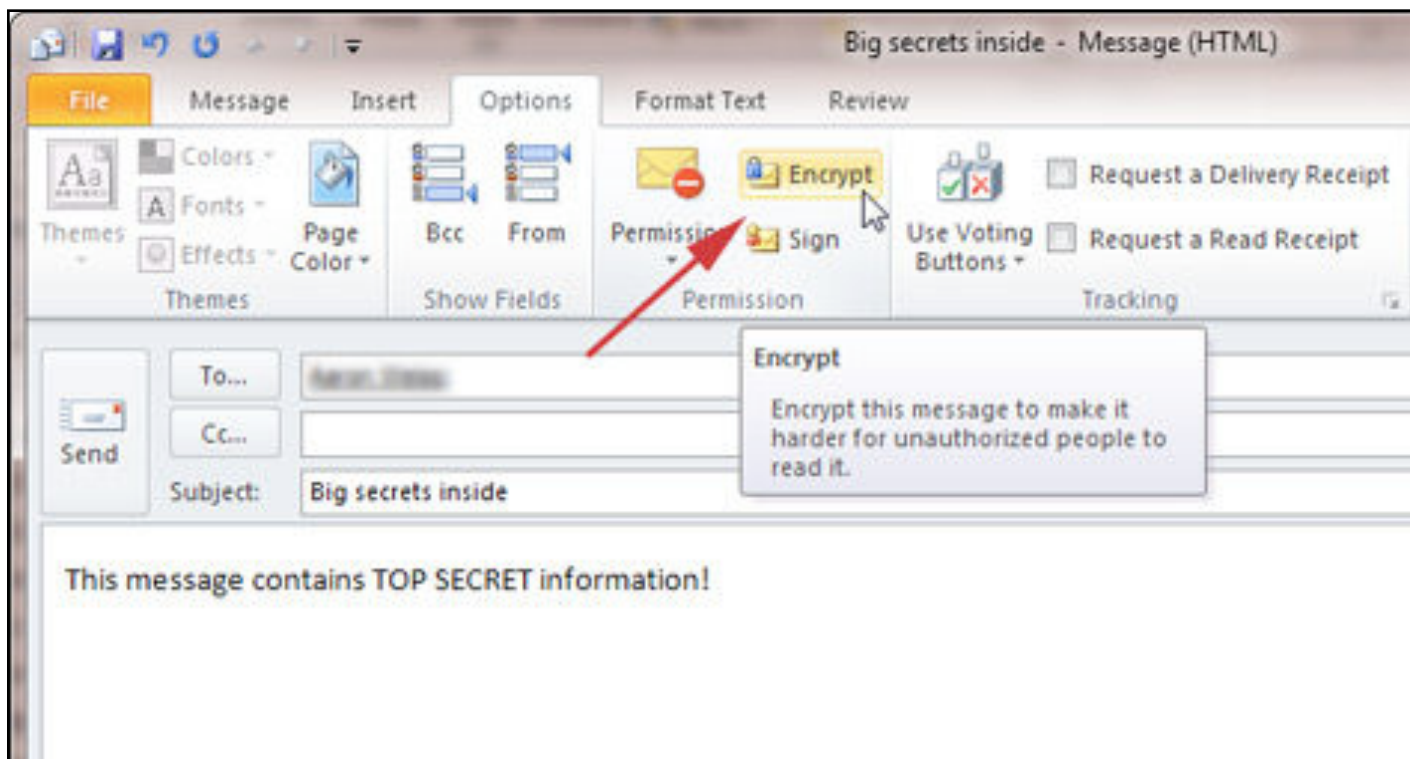 Big secrets inside - Message (HTML)
File Message Insert Options Format Text Review
Colors
Encrypt
Request a Delivery Receipt
Fonts
Themes
Page
Color
Bcc
From
Sign
Use Voting
Buttons
Request a Read Receipt
Effects
Themes
Show Fields
Permission
Tracking
Encrypt
Encrypt this message to make it
harder for unauthorized people to
read it.
Send
To...
Cc...
Subject: Big secrets inside
This message contains TOP SECRET information!